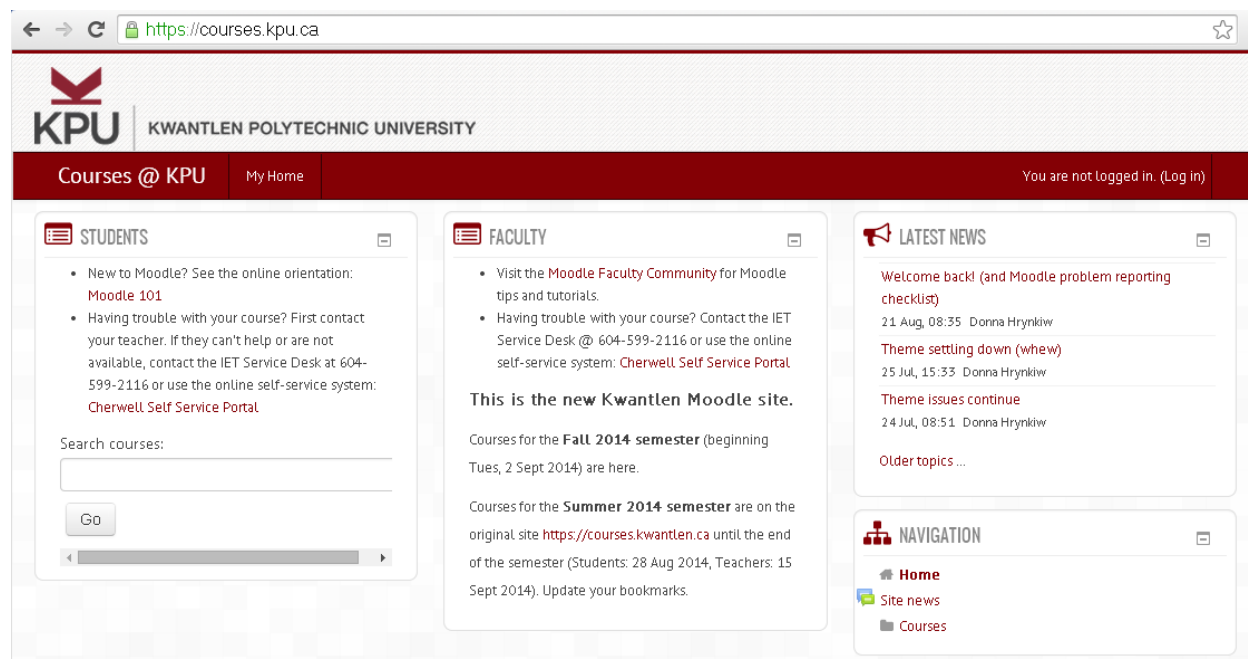 https://courses.kpu.ca
KPU
KWANTLEN POLYTECHNIC UNIVERSITY
Courses @ KPU
My Home
You are not logged in. (Log in)
STUDENTS
New to Moodle? See the online orientation:
Moodle 101
Having trouble with your course? First contact
your teacher. If they can't help or are not
available, contact the IET Service Desk at 604-
599-2116 or use the online self-service system:
Cherwell Self Service Portal
Search courses:
Go
FACULTY
Visit the Moodle Faculty Community for Moodle
tips and tutorials.
Having trouble with your course? Contact the IET
Service Desk @ 604-599-2116 or use the online
self-service system: Cherwell Self Service Portal
This is the new Kwantlen Moodle site.
Courses for the Fall 2014 semester (beginning
Tues, 2 Sept 2014) are here.
Courses for the Summer 2014 semester are on the
original site https://courses.kwantlen.ca until the end
of the semester (Students: 28 Aug 2014, Teachers: 15
Sept 2014). Update your bookmarks.
LATEST NEWS
Welcome back! (and Moodle problem reporting
checklist)
21 Aug, 08:35 Donna Hrynkiw
Theme settling down (whew)
25 Jul, 15:33 Donna Hrynkiw
Theme issues continue
24 Jul, 08:51 Donna Hrynkiw
Older topics ...
NAVIGATION
Home
Site news
Courses